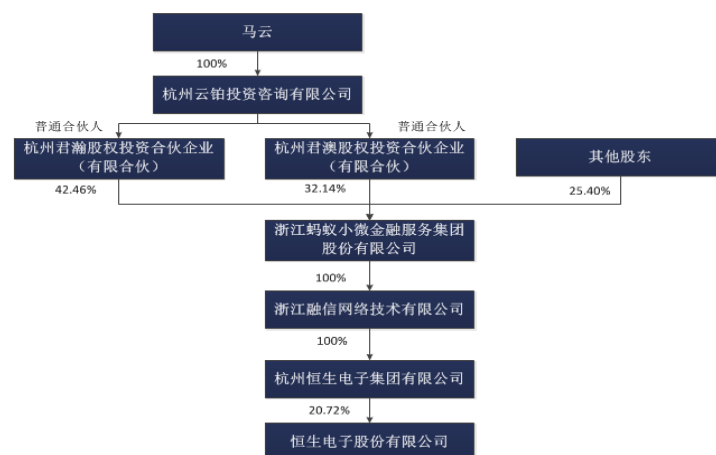 马云
100%
杭州云铂投资咨询有限公司
普通合伙人
普通合伙人
杭州君瀚股权投资合伙企业
（有限合伙）
杭州君澳股权投资合伙企业
（有限合伙）
其他股东
42.46%
32.14%
25.40%
浙江蚂蚁小微金融服务集团
股份有限公司
100%
浙江融信网络技术有限公司
100%
杭州恒生电子集团有限公司
20.72%
恒生电子股份有限公司